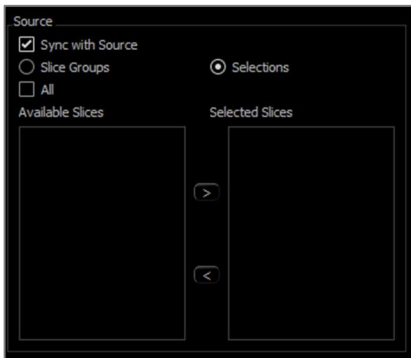 Source
Sync with Source
Slice Groups Selections
All
Available Slices Selected Slices
>
<